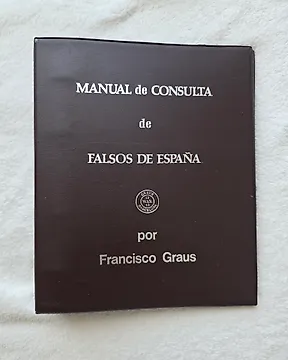 MANUAL de CONSULTA
de
FALSOS DE ESPAÑA
por
Francisco Graus